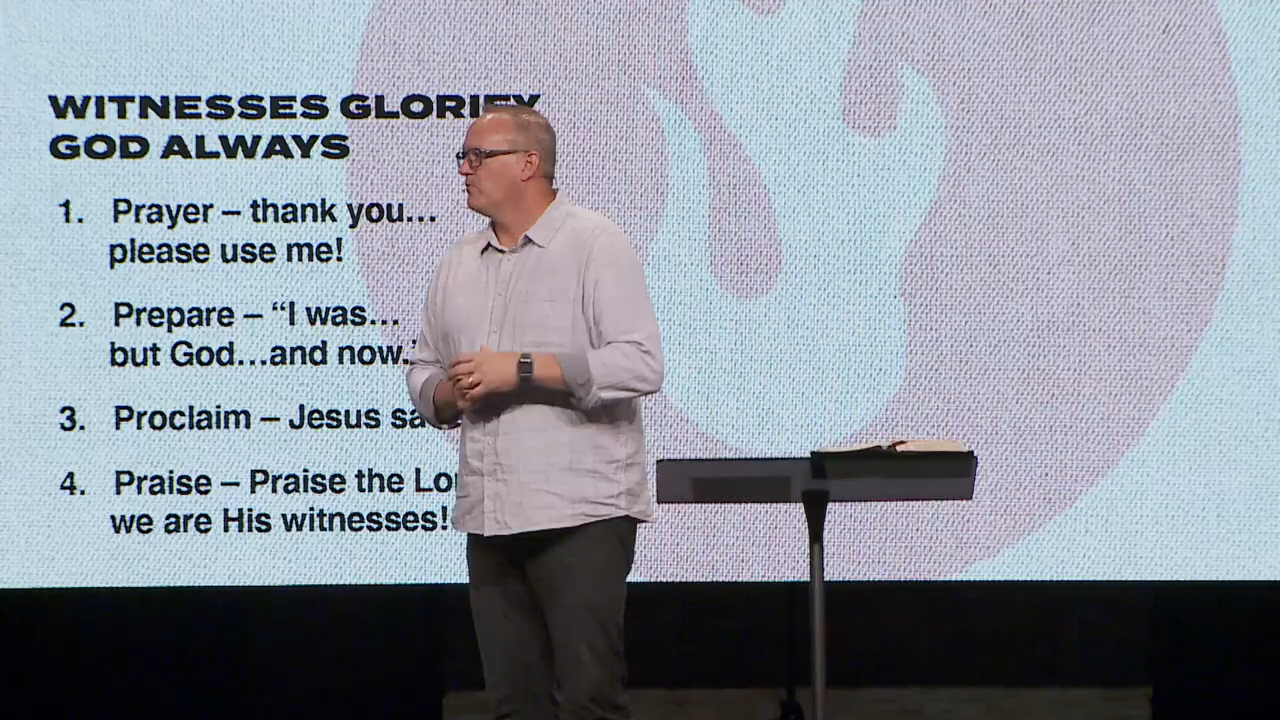 WITNESSES GLORIFY
GOD ALWAYS
1. Prayer – thank you…
please use me!
2. Prepare – “I was…
but God…and now.
3. Proclaim – Jesus
4. Praise – Praise the
we are His witnesses!